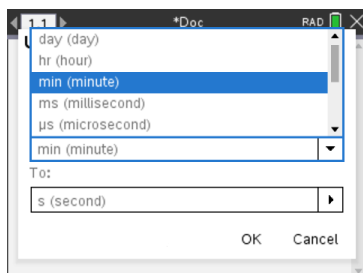 1.1 *Doc RAD
day (day)
hr (hour)
min (minute)
ms (millisecond)
µs (microsecond)
min (minute)
To:
s (second)
OK Cancel